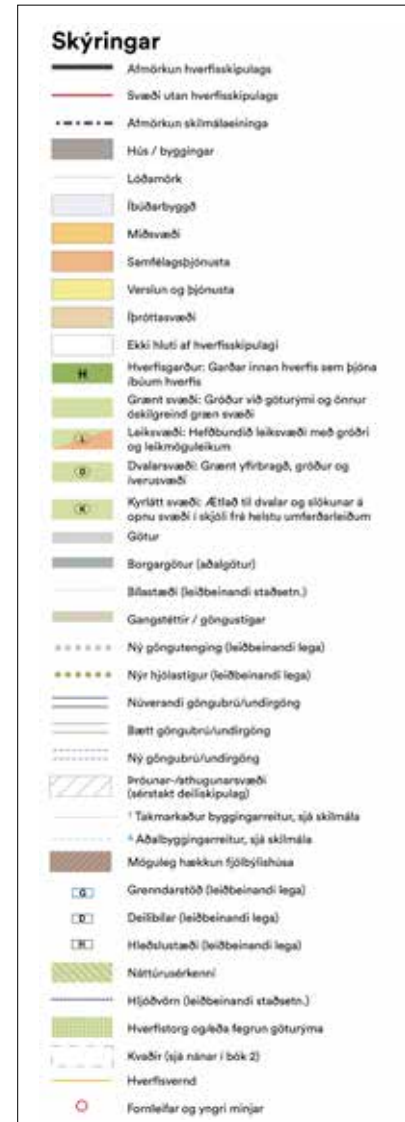 Skýringar
Afmörkun hverfisskipulags
Svæði utan hverfisskipulags
Afmörkun skilmálaeininga
Hús / byggingar
Lóðamörk
Íbúðarbyggð
Miðsvæði
Samfélagsþjónusta
Verslun og þjónusta
Íþróttasvæði
Ekki hluti af hverfisskipulagi
H
Hverfisgarður: Garðar innan hverfis sem þjóna
íbúum hverfis
Grænt svæði: Gróður við göturými og önnur
óskilgreind græn svæði
L
Leiksvæði: Hefðbundið leiksvæði með gróðri
og leikmöguleikum
D
Dvalarsvæði: Grænt yfirbragð, gróður og
íverusvæði
K
Kyrlátt svæði: Ætlað til dvalar og slökunar á
opnu svæði í skjóli frá helstu umferðarleiðum
Götur
Borgargötur (aðalgötur)
Bílastæði (leiðbeinandi staðsetn.)
Gangstéttir / göngustígar
Ný göngutenging (leiðbeinandi lega)
Nýr hjólastígur (leiðbeinandi lega)
Núverandi göngubrú/undirgöng
Bætt göngubrú/undirgöng
Ný göngubrú/undirgöng
Þróunar-/athugunarsvæði
(sérstakt deiliskipulag)
Takmarkaður byggingarreitur, sjá skilmála
Aðalbyggingarreitur, sjá skilmála
Möguleg hækkun fjölbýlishúsa
G
Grenndarstöð (leiðbeinandi lega)
D
Deilibílar (leiðbeinandi lega)
H
Hleðslustæði (leiðbeinandi lega)
Náttúrusérkenni
Hljóðvörn (leiðbeinandi staðsetn.)
Hverfistorg og/eða fegrun göturýma
Kvaðir (sjá nánar í bók 2)
Hverfisvernd
Fornleifar og yngri minjar